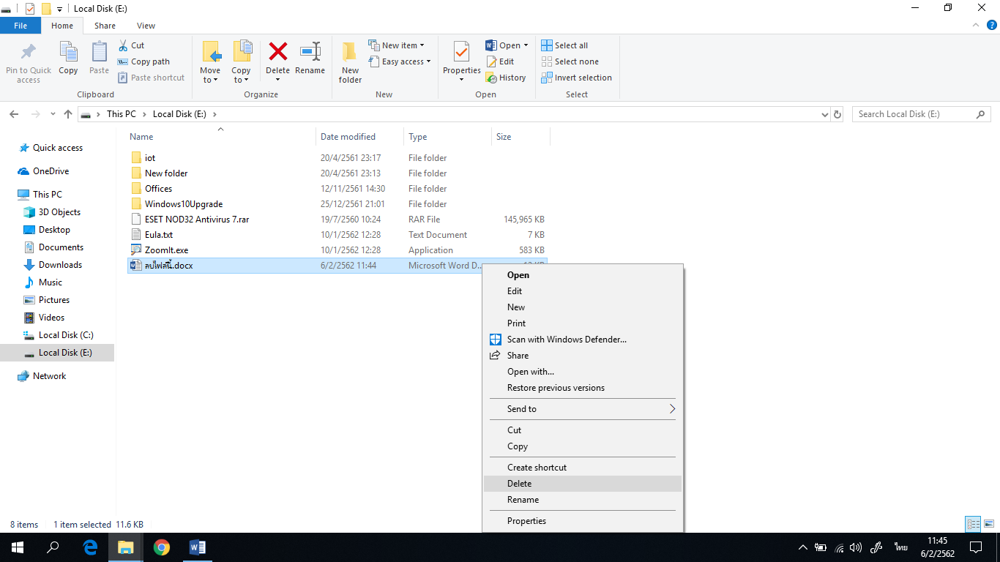 Local Disk (E:)
File Home Share View
Pin to Quick access
Copy
Paste
Cut
Copy path
Paste shortcut
Clipboard
Move to
Copy to
Delete
Rename
Organize
New folder
New item
Easy access
New
Properties
Open
Edit
History
Open
Select all
Select none
Invert selection
Select
This PC Local Disk (E:)
Search Local Disk (E:)
Quick access
OneDrive
This PC
3D Objects
Desktop
Documents
Downloads
Music
Pictures
Videos
Local Disk (C:)
Local Disk (E:)
Network
Name Date modified Type Size
iot 20/4/2561 23:17 File folder
New folder 20/4/2561 23:13 File folder
Offices 12/11/2561 14:30 File folder
Windows10Upgrade 25/12/2561 21:01 File folder
ESET NOD32 Antivirus 7.rar 19/7/2560 10:24 RAR File 145,965 KB
Eula.txt 10/1/2562 12:28 Text Document 7 KB
ZoomIt.exe 10/1/2562 12:28 Application 583 KB
ลบไฟล์นี้.docx 6/2/2562 11:44 Microsoft Word D...
Open
Edit
New
Print
Scan with Windows Defender...
Share
Open with...
Restore previous versions
Send to
Cut
Copy
Create shortcut
Delete
Rename
Properties
8 items 1 item selected 11.6 KB
ไทย
11:45
6/2/2562